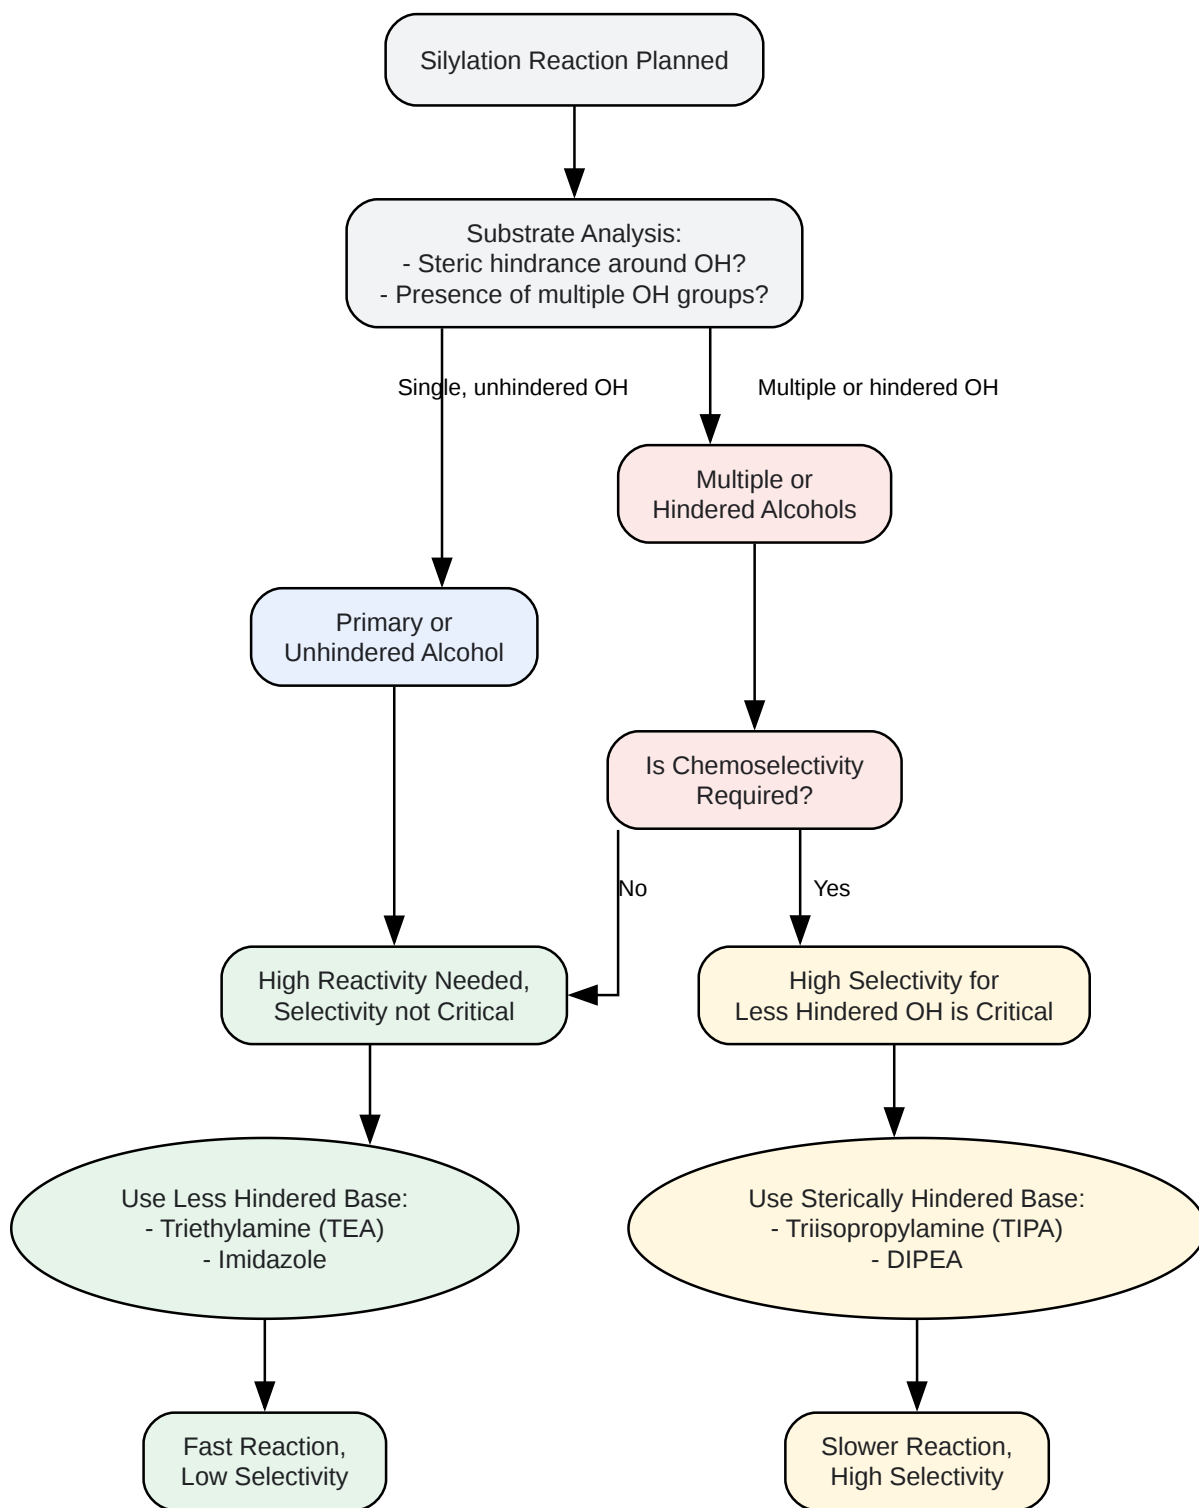 Silylation Reaction Planned
Substrate Analysis:
- Steric hindrance around OH?
- Presence of multiple OH groups?
Single, unhindered OH
Multiple or hindered OH
Multiple or
Hindered Alcohols
Primary or
Unhindered Alcohol
Is Chemoselectivity
Required?
No
Yes
High Reactivity Needed,
Selectivity not Critical
High Selectivity for
Less Hindered OH is Critical
Use Less Hindered Base:
- Triethylamine (TEA)
- Imidazole
Use Sterically Hindered Base:
- Triisopropylamine (TIPA)
- DIPEA
Fast Reaction,
Low Selectivity
Slower Reaction,
High Selectivity